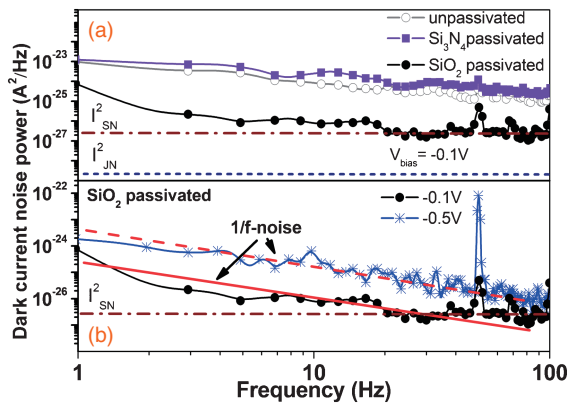 (a)
unpassivated
Si₃N₄passivated
SiO₂ passivated
10⁻²³
10⁻²⁵
10⁻²⁷
I²SN
I²JN
V_bias = -0.1V
Dark current noise power (A²/Hz)
10⁻²²
10⁻²⁴
10⁻²⁶
SiO₂ passivated
-0.1V
-0.5V
1/f-noise
I²SN
(b)
1
10
100
Frequency (Hz)